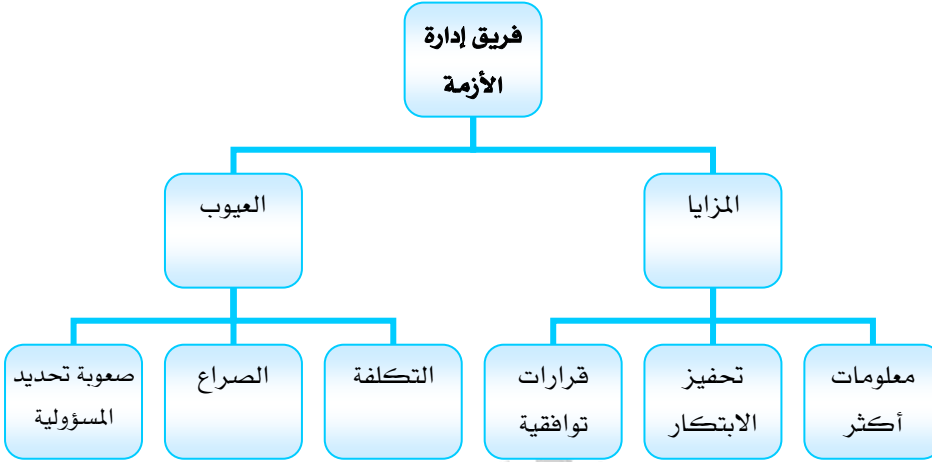 فريق إدارة
الأزمة
المزايا
العيوب
معلومات
أكثر
تحفيز
الابتكار
قرارات
توافقية
التكلفة
الصراع
صعوبة تحديد
المسؤولية